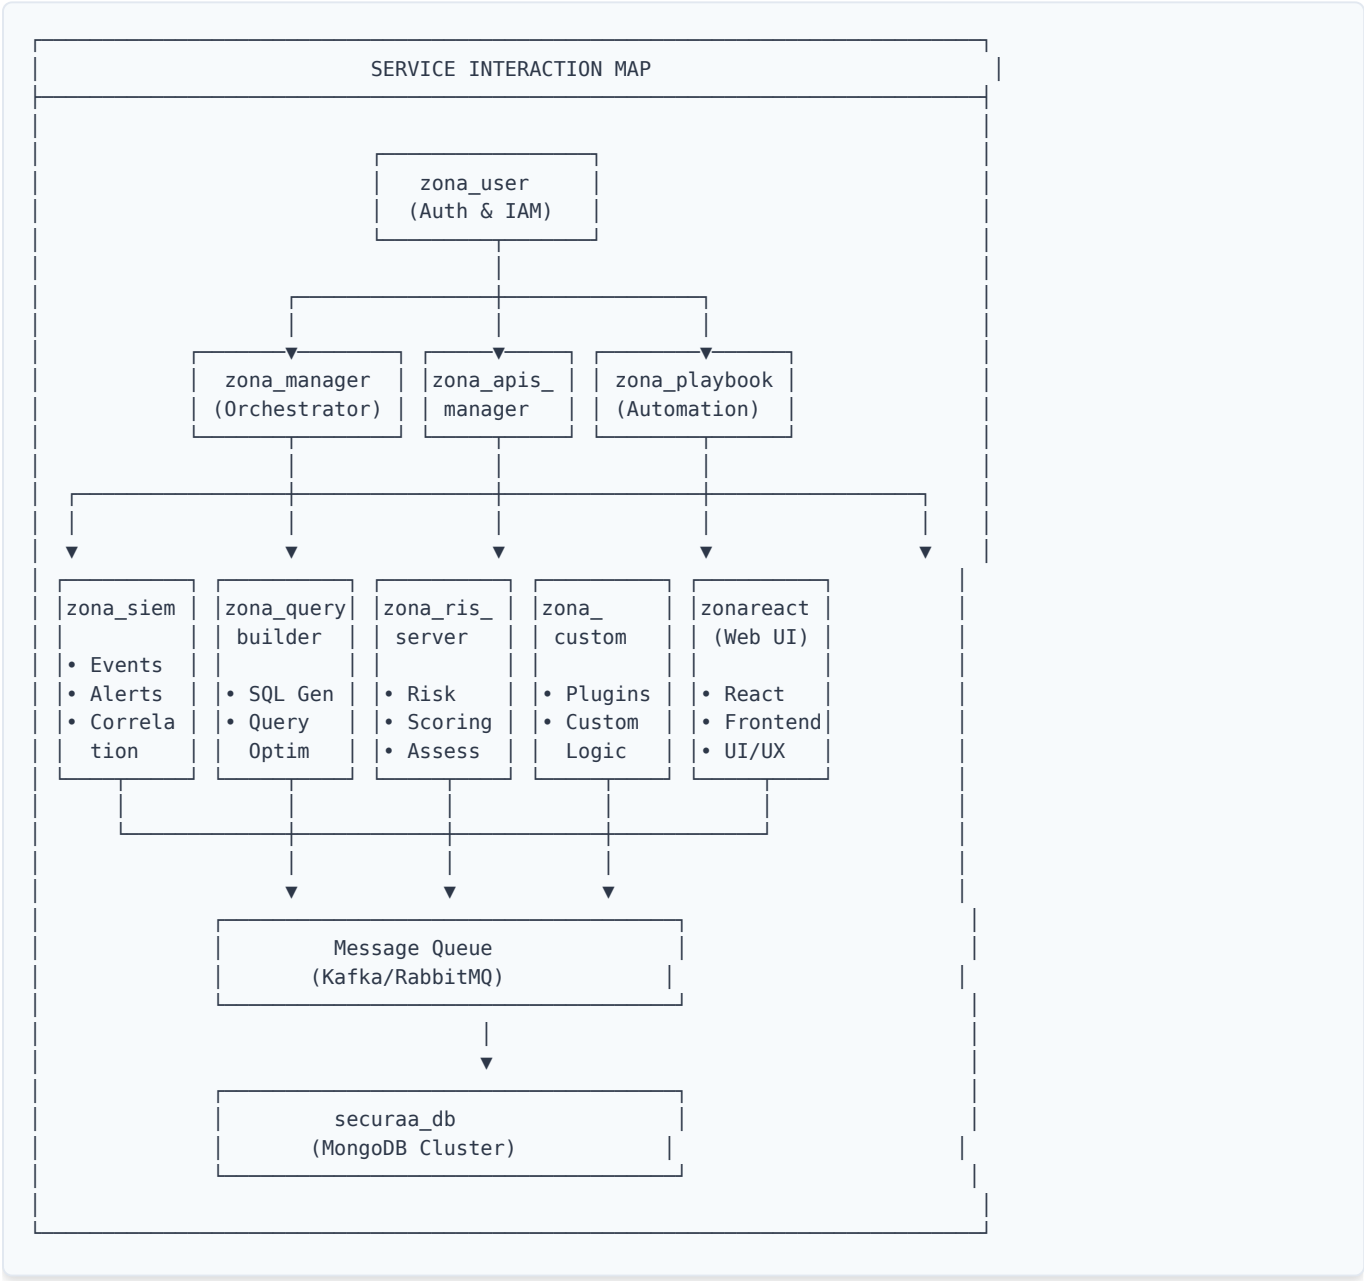 SERVICE INTERACTION MAP
zona_user
(Auth & IAM)
zona_manager zona_apis_ zona_playbook
(Orchestrator) manager (Automation)
zona_siem zona_query zona_ris_ zona_ zonareact
builder server custom (Web UI)
• Events
• Alerts • SQL Gen • Risk • Plugins • React
• Correla • Query • Scoring • Custom • Frontend
tion Optim • Assess Logic • UI/UX
Message Queue
(Kafka/RabbitMQ)
securaa_db
(MongoDB Cluster)